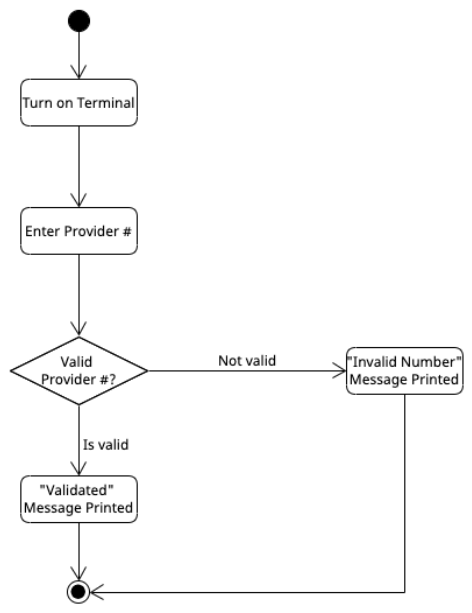 Turn on Terminal
Enter Provider #
Valid
Provider #?
Not valid
"Invalid Number"
Message Printed
Is valid
"Validated"
Message Printed